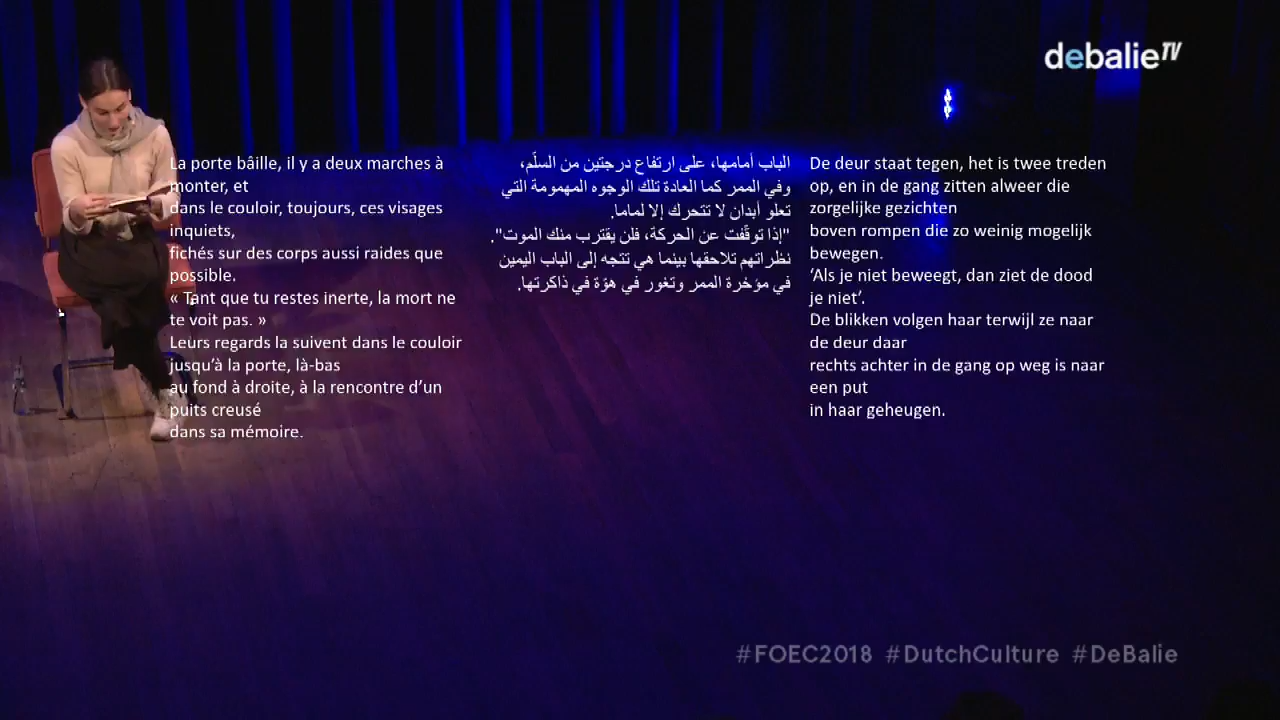 debalieTV
La porte bâille, il y a deux marches à
monter, et
dans le couloir, toujours, ces visages
inquiets,
fichés sur des corps aussi raides que
possible.
« Tant que tu restes inerte, la mort ne
te voit pas. »
Leurs regards la suivent dans le couloir
jusqu’à la porte, là-bas
au fond à droite, à la rencontre d’un
puits creusé
dans sa mémoire.
الباب أمامها، على ارتفاع درجتين من السلّم،
وفي الممر كما العادة تلك الوجوه المهمومة التي
تعلو أبدان لا تتحرك إلا لماما.
"إذا توقّفت عن الحركة، فلن يقترب منك الموت".
نظراتهم تلاحقها بينما هي تتجه إلى الباب اليمين
في مؤخرة الممر وتغور في هوّة في ذاكرتها.
De deur staat tegen, het is twee treden
op, en in de gang zitten alweer die
zorgelijke gezichten
boven rompen die zo weinig mogelijk
bewegen.
‘Als je niet beweegt, dan ziet de dood
je niet’.
De blikken volgen haar terwijl ze naar
de deur daar
rechts achter in de gang op weg is naar
een put
in haar geheugen.
#FOEC2018 #DutchCulture #DeBalie